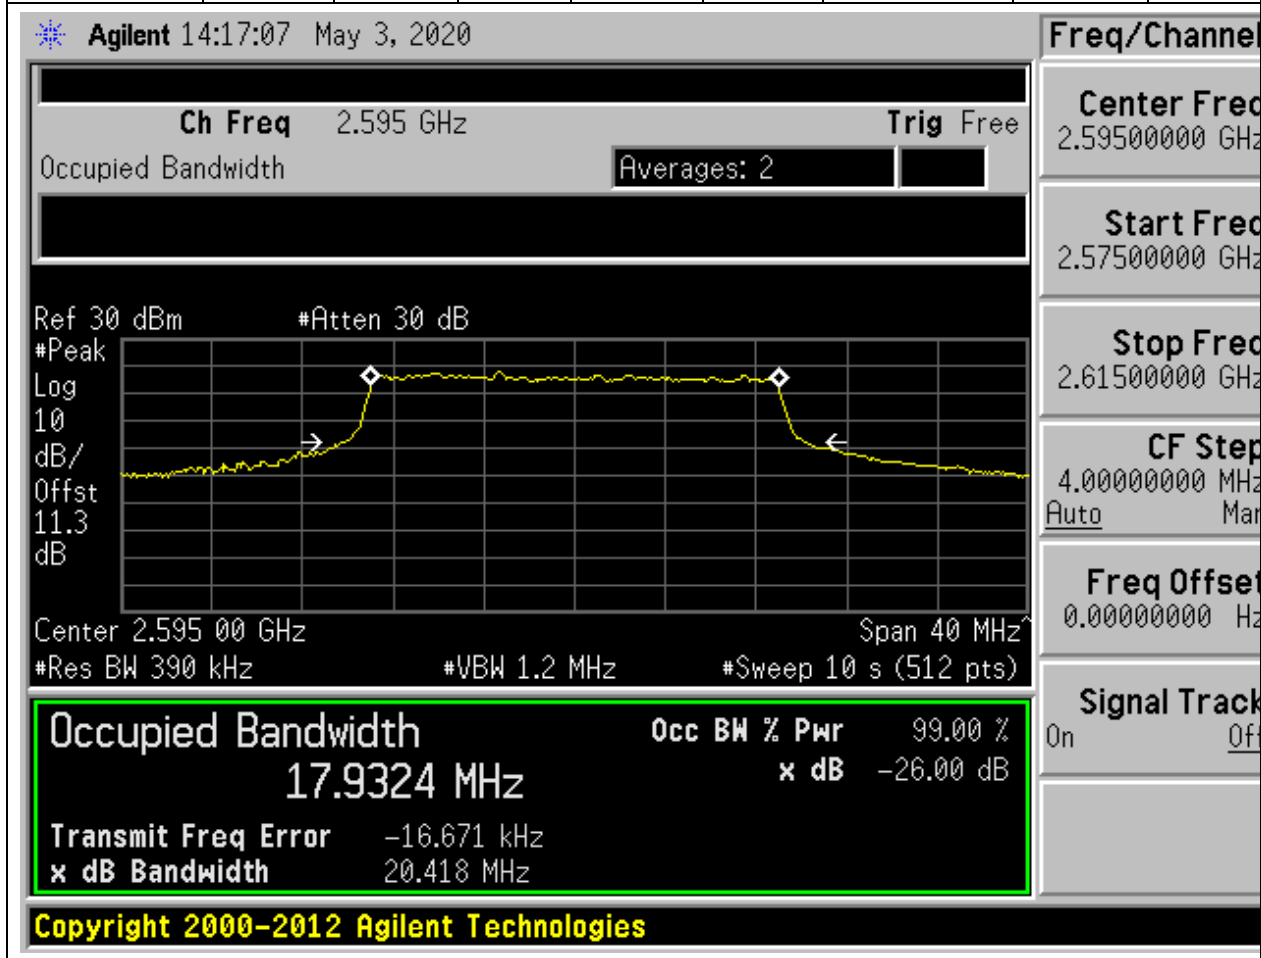 Agilent 14:17:07 May 3, 2020
Freq/Channel
Ch Freq 2.595 GHz Trig Free
Occupied Bandwidth Averages: 2
Center Freq
2.59500000 GHz
Start Freq
2.57500000 GHz
Stop Freq
2.61500000 GHz
CF Step
4.00000000 MHz
Auto Man
Freq Offset
0.00000000 Hz
Signal Track
On Off
Ref 30 dBm #Atten 30 dB
#Peak
Log
10
dB/
Offst
11.3
dB
Center 2.595 00 GHz Span 40 MHz^
#Res BW 390 kHz #VBW 1.2 MHz #Sweep 10 s (512 pts)
Occupied Bandwidth Occ BW % Pwr 99.00 %
17.9324 MHz x dB -26.00 dB
Transmit Freq Error -16.671 kHz
x dB Bandwidth 20.418 MHz
Copyright 2000-2012 Agilent Technologies